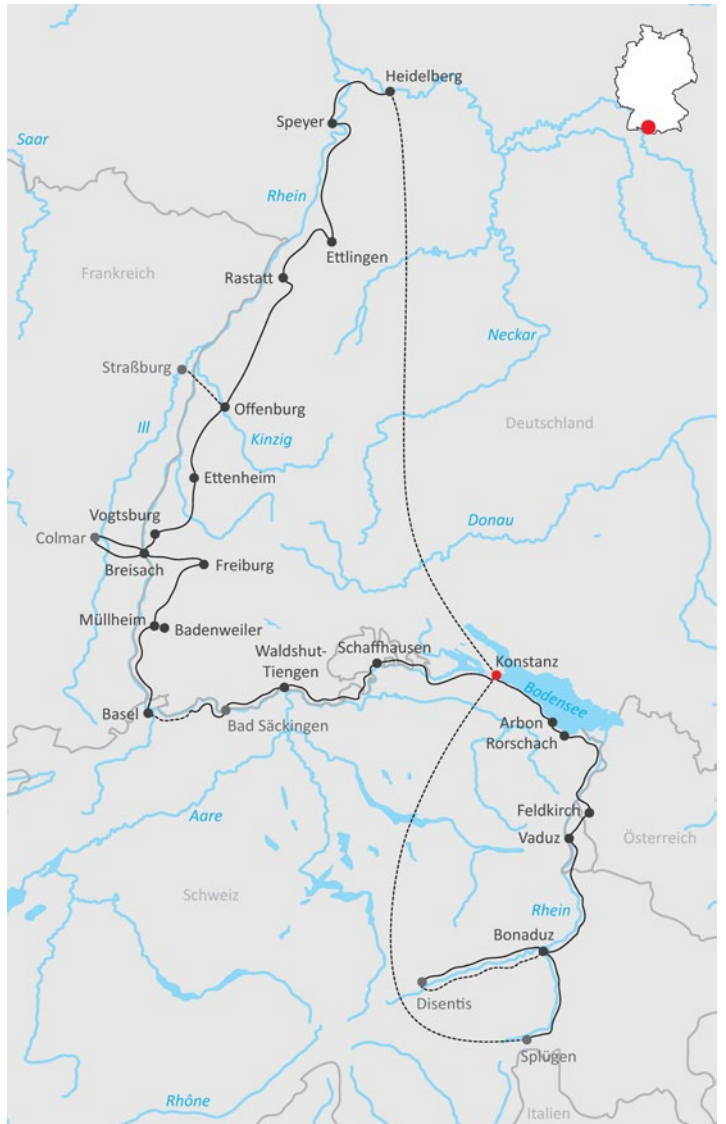 Heidelberg
Speyer
Saar
Rhein
Ettlingen
Frankreich
Rastatt
Neckar
Straßburg
Offenburg
Ill
Kinzig
Deutschland
Ettenheim
Vogtsburg
Donau
Colmar
Breisach
Freiburg
Müllheim
Badenweiler
Waldshut-
Tiengen
Schaffhausen
Konstanz
Bodensee
Basel
Bad Säckingen
Arbon
Rorschach
Feldkirch
Aare
Vaduz
Österreich
Schweiz
Rhein
Bonaduz
Disentis
Splügen
Rhône
Italien